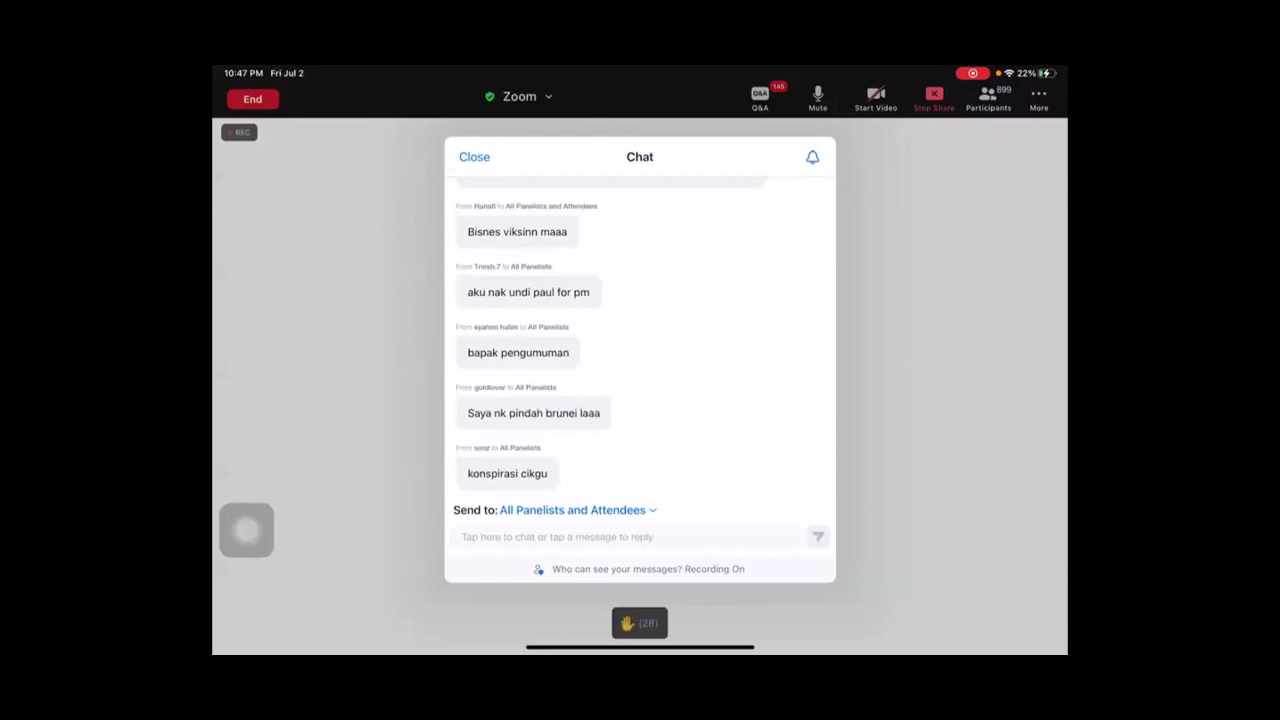 10:47 PM Fri Jul 2
22%
End
Zoom
Q&A
145
Q&A
Mute
Start Video
Stop Share
899
Participants
More
REC
Close
Chat
From Hanafi to All Panelists and Attendees
Bisnes viksinn maaa
From Tnesh.7 to All Panelists
aku nak undi paul for pm
From syahmi halim to All Panelists
bapak pengumuman
From goldlover to All Panelists
Saya nk pindah brunei laaa
From senz to All Panelists
konspirasi cikgu
Send to: All Panelists and Attendees
Tap here to chat or tap a message to reply
Who can see your messages? Recording On
(28)